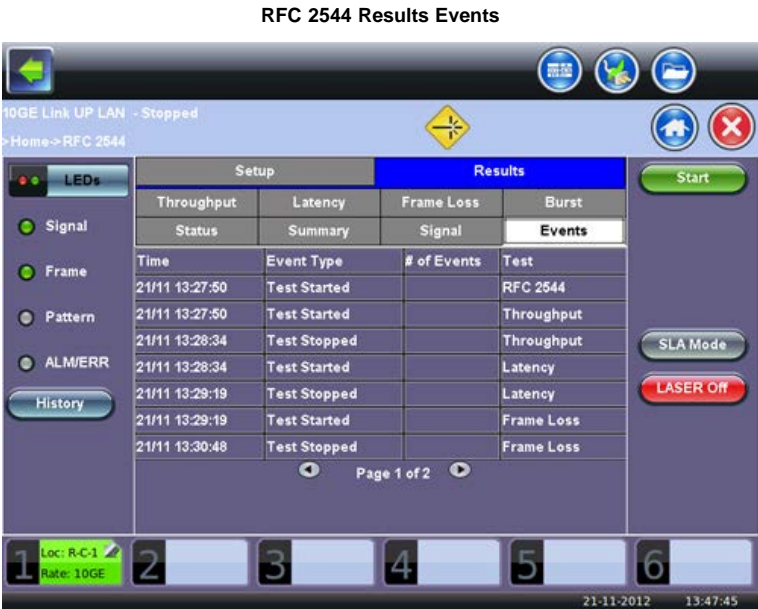 RFC 2544 Results Events
10GE Link UP LAN - Stopped
>Home->RFC 2544
LEDs
Signal
Frame
Pattern
ALM/ERR
History
Setup Results
Throughput Latency Frame Loss Burst
Status Summary Signal Events
Time Event Type # of Events Test
21/11 13:27:50 Test Started RFC 2544
21/11 13:27:50 Test Started Throughput
21/11 13:28:34 Test Stopped Throughput
21/11 13:28:34 Test Started Latency
21/11 13:29:19 Test Stopped Latency
21/11 13:29:19 Test Started Frame Loss
21/11 13:30:48 Test Stopped Frame Loss
Page 1 of 2
Start
SLA Mode
LASER Off
1 Loc: R-C-1
Rate: 10GE
2 3 4 5 6
21-11-2012 13:47:45